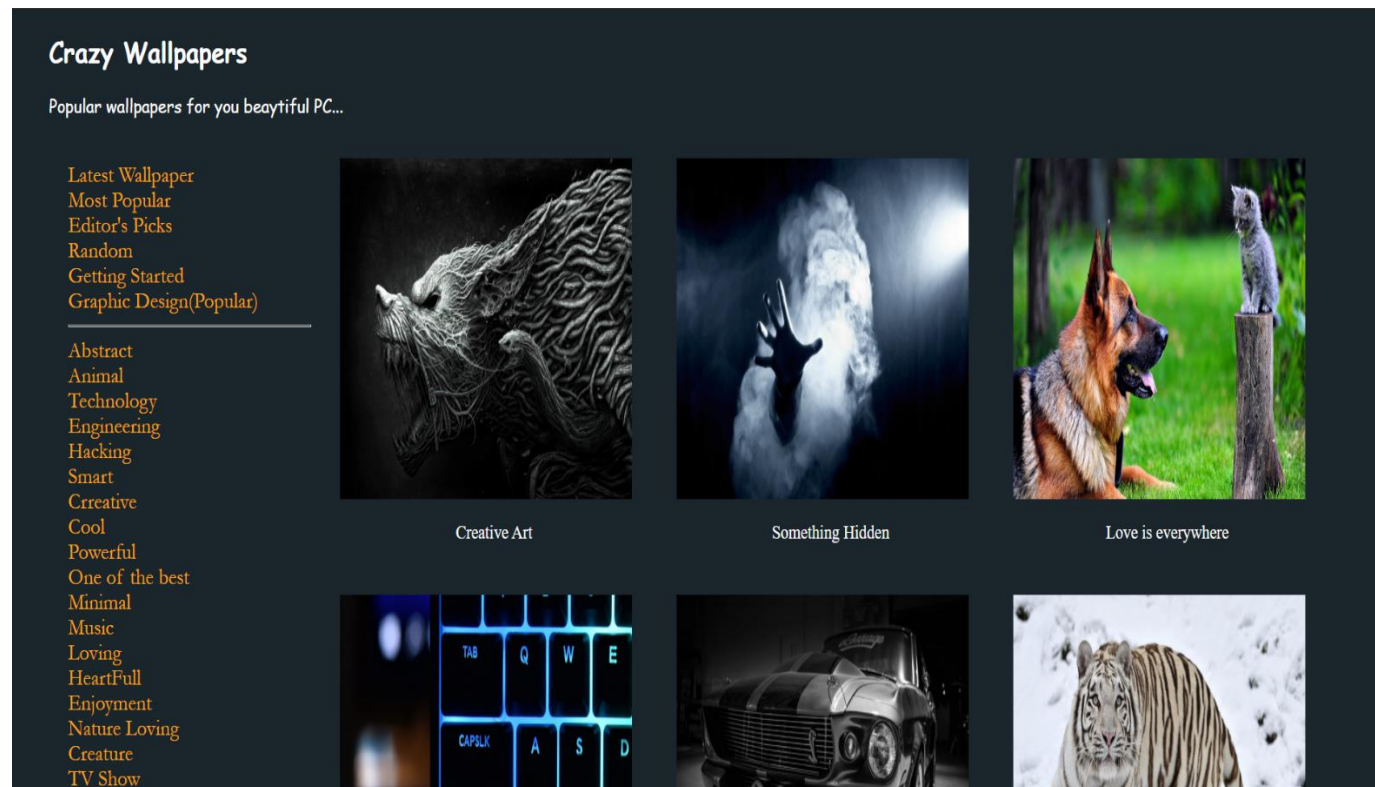 Crazy Wallpapers
Popular wallpapers for you beaytiful PC...
Latest Wallpaper
Most Popular
Editor's Picks
Random
Getting Started
Graphic Design(Popular)
Abstract
Animal
Technology
Engineering
Hacking
Smart
Crreative
Cool
Powerful
One of the best
Minimal
Music
Loving
HeartFull
Enjoyment
Nature Loving
Creature
TV Show
Creative Art
Something Hidden
Love is everywhere
TAB Q W E
CAPSLK A S D